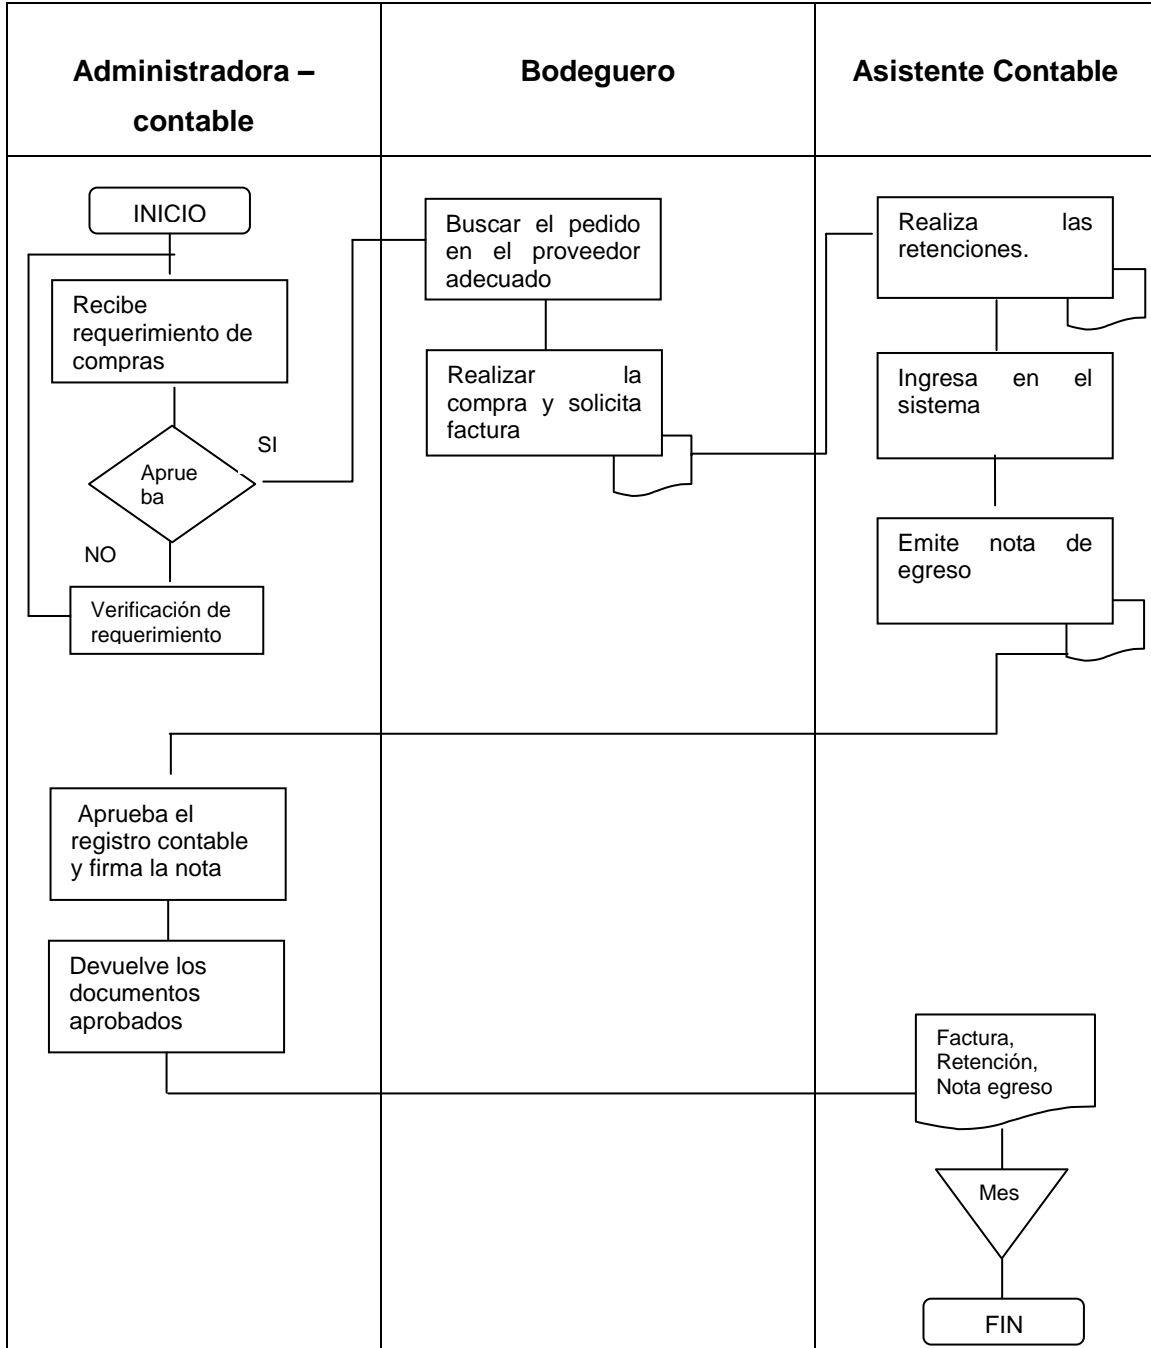 Administradora –
contable
Bodeguero
Asistente Contable
INICIO
Recibe
requerimiento de
compras
Aprue
ba
SI
NO
Verificación de
requerimiento
Buscar el pedido
en el proveedor
adecuado
Realizar la
compra y solicita
factura
Realiza las
retenciones.
Ingresa en el
sistema
Emite nota de
egreso
Aprueba el
registro contable
y firma la nota
Devuelve los
documentos
aprobados
Factura,
Retención,
Nota egreso
Mes
FIN